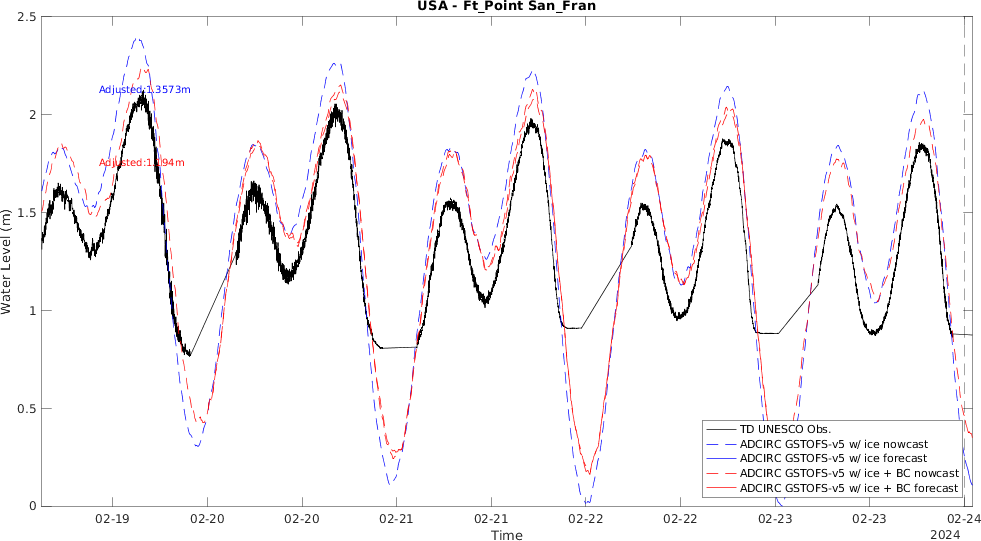 USA - Ft_Point San_Fran
2.5
2
1.5
1
0.5
0
Water Level (m)
Adjusted:1.3573m
Adjusted:1.194m
TD UNESCO Obs.
ADCIRC GSTOFS-v5 w/ ice nowcast
ADCIRC GSTOFS-v5 w/ ice forecast
ADCIRC GSTOFS-v5 w/ ice + BC nowcast
ADCIRC GSTOFS-v5 w/ ice + BC forecast
02-19 02-20 02-20 02-21 02-21 02-22 02-22 02-23 02-23 02-24
Time
2024